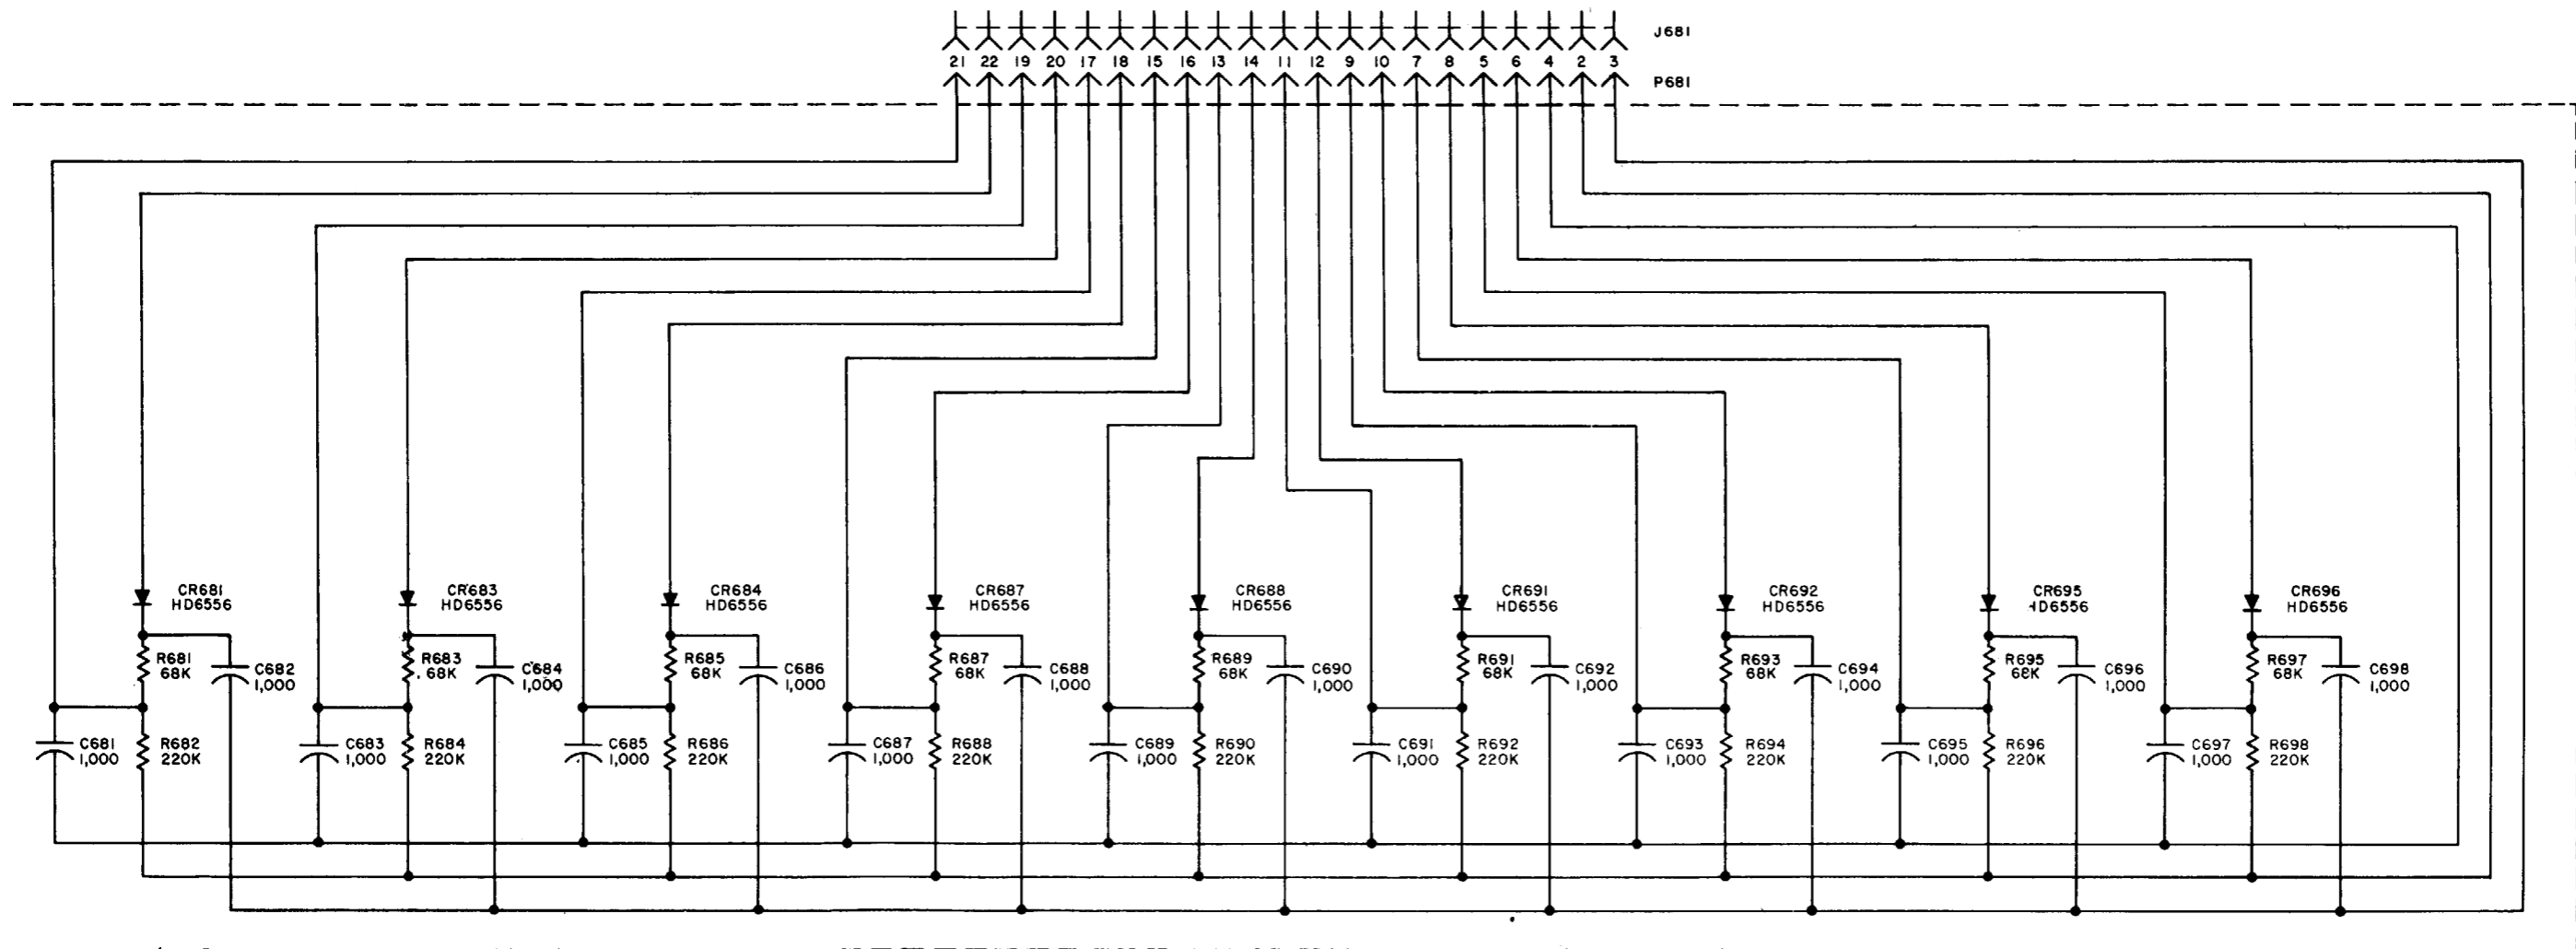 J681
21 22 19 20 17 18 15 16 13 14 11 12 9 10 7 8 5 6 4 2 3
P681
CR681
HD6556
CR683
HD6556
CR684
HD6556
CR687
HD6556
CR688
HD6556
CR691
HD6556
CR692
HD6556
CR695
HD6556
CR696
HD6556
R681
68K
C682
1,000
R683
68K
C684
1,000
R685
68K
C686
1,000
R687
68K
C688
1,000
R689
68K
C690
1,000
R691
68K
C692
1,000
R693
68K
C694
1,000
R695
68K
C696
1,000
R697
68K
C698
1,000
C681
1,000
R682
220K
C683
1,000
R684
220K
C685
1,000
R686
220K
C687
1,000
R688
220K
C689
1,000
R690
220K
C691
1,000
R692
220K
C693
1,000
R694
220K
C695
1,000
R696
220K
C697
1,000
R698
220K